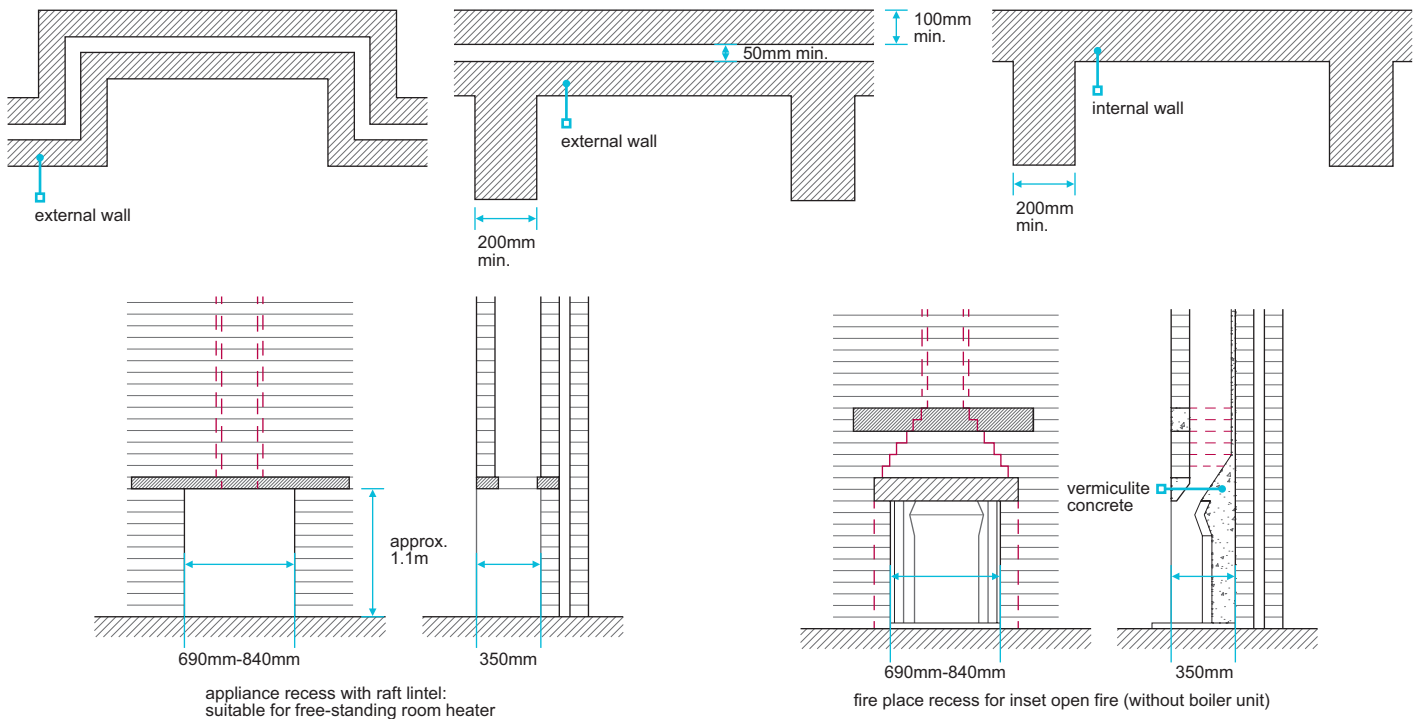 100mm
min.
50mm min.
external wall
internal wall
external wall
200mm
min.
200mm
min.
approx.
1.1m
vermiculite
concrete
690mm-840mm
350mm
690mm-840mm
350mm
appliance recess with raft lintel:
suitable for free-standing room heater
fire place recess for inset open fire (without boiler unit)